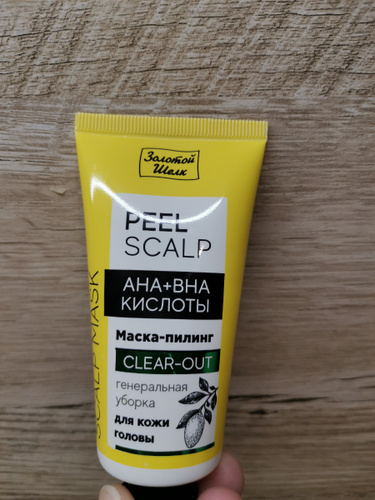 Золотой
Шелк
PEEL
SCALP
AHA+BHA
КИСЛОТЫ
Маска-пилинг
CLEAR-OUT
генеральная
уборка
для кожи
головы
SCALP MASK